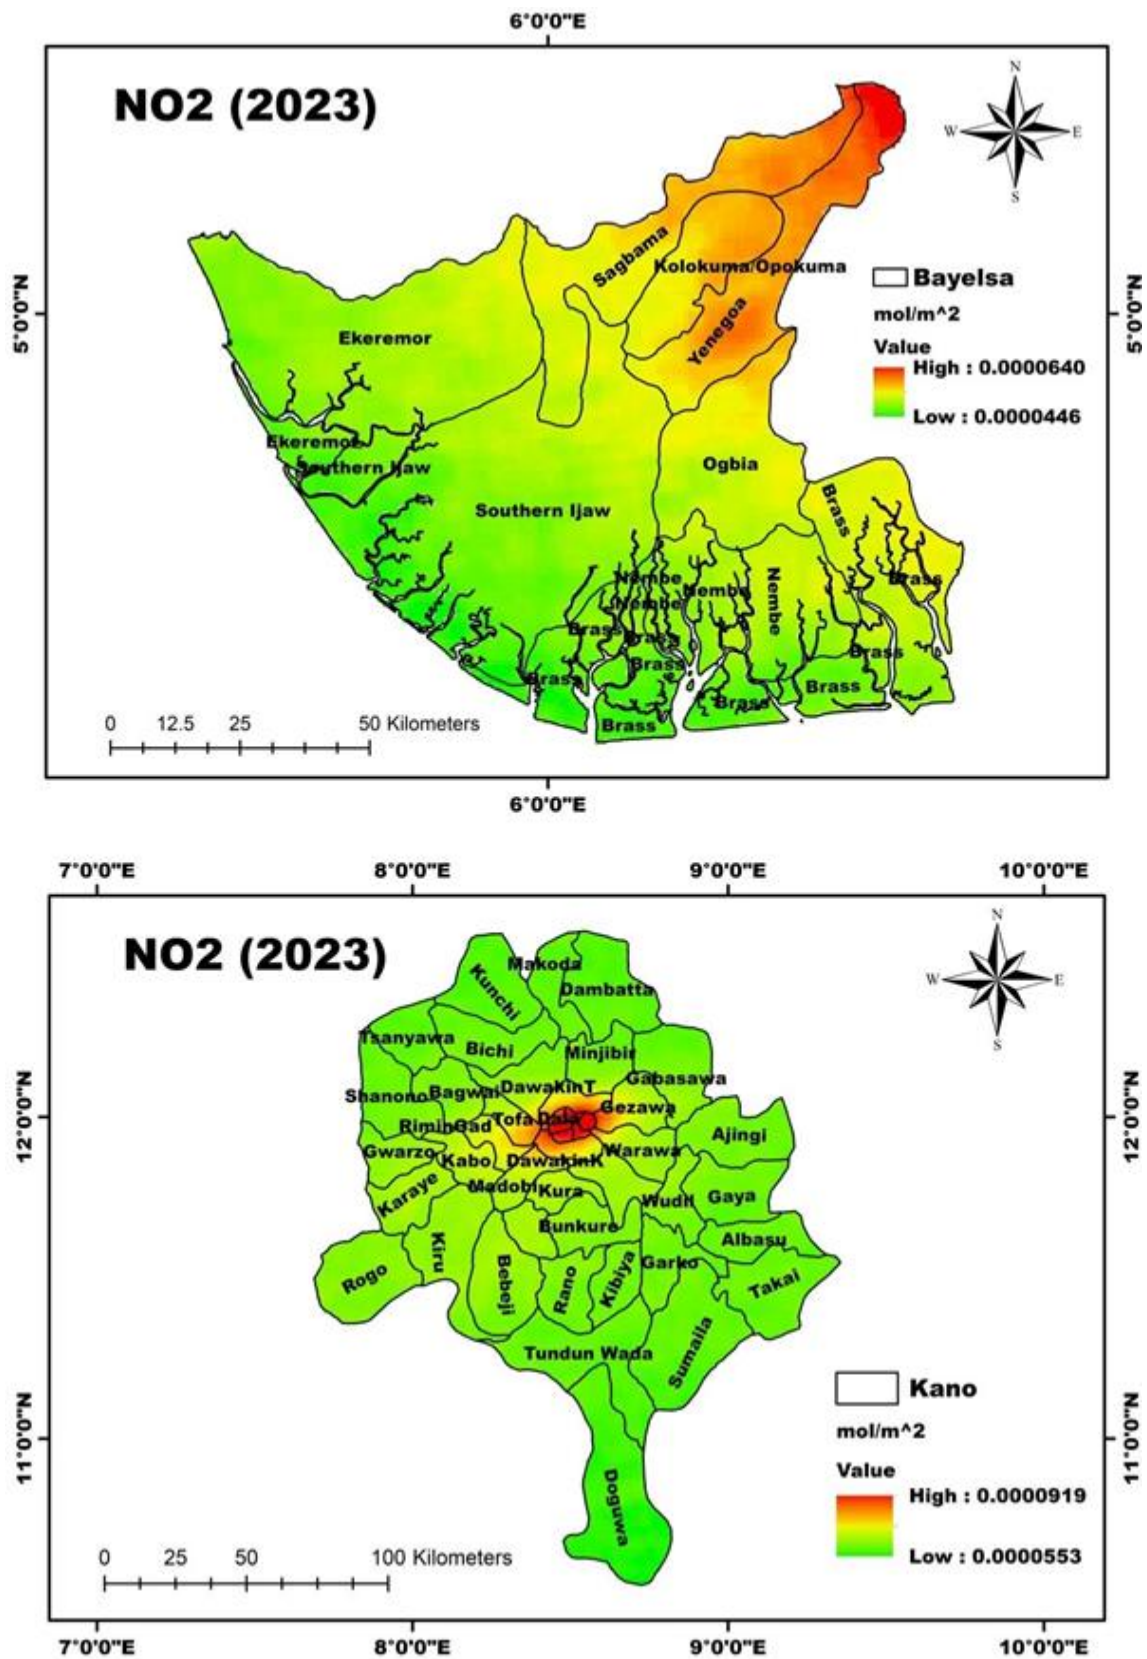 6°0'0"E
NO2 (2023)
N
W
E
S
5°0'0"N
5°0'0"N
Sagbama
Kolokuma/Opokuma
Yenegoa
Ekeremor
Bayelsa
mol/m^2
Value
High : 0.0000640
Low : 0.0000446
Ekeremor
Southern Ijaw
Ogbia
Southern Ijaw
Brass
Brass
Nembe
Nembe
Nembe
Nembe
Brass
Brass
Brass
Brass
Brass
Brass
Brass
Brass
0 12.5 25 50 Kilometers
6°0'0"E
7°0'0"E 8°0'0"E 9°0'0"E 10°0'0"E
NO2 (2023)
N
W
E
S
Makoda
Kunchi
Dambatta
Tsanyawa
Bichi
Minjibir
Gabasawa
Shanono
Bagwai
DawakinT
Gezawa
12°0'0"N
12°0'0"N
RiminGad
Tofa
Dala
Ajingi
Gwarzo
Kabo
DawakinK
Warawa
Karaye
Madobi
Kura
Wudil
Gaya
Bunkure
Albasu
Kiru
Rogo
Bebeji
Rano
Kibiya
Garko
Takai
Tundun Wada
Sumaila
Kano
mol/m^2
Value
High : 0.0000919
Low : 0.0000553
11°0'0"N
11°0'0"N
Doguwa
0 25 50 100 Kilometers
7°0'0"E 8°0'0"E 9°0'0"E 10°0'0"E